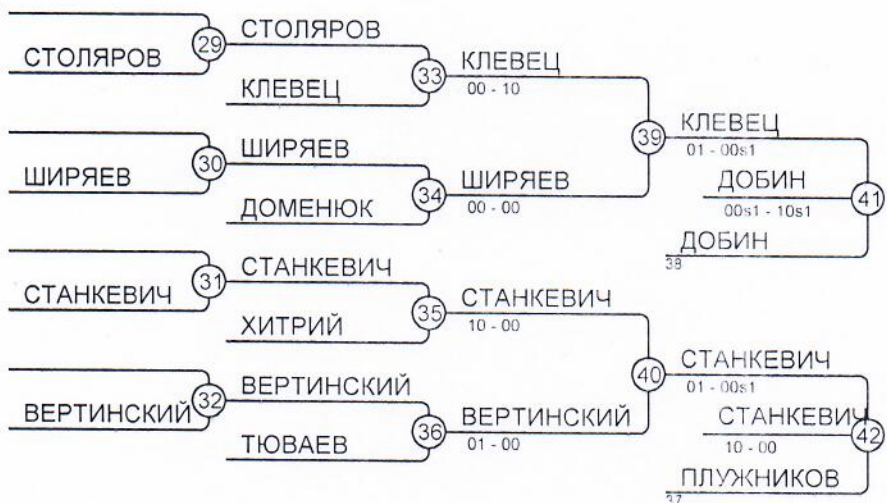 СТОЛЯРОВ
29
СТОЛЯРОВ
КЛЕВЕЦ
33
КЛЕВЕЦ
00 - 10
ШИРЯЕВ
30
ШИРЯЕВ
ДОМЕНЮК
34
ШИРЯЕВ
00 - 00
39
КЛЕВЕЦ
01 - 00s1
ДОБИН
00s1 - 10s1
41
ДОБИН
38
СТАНКЕВИЧ
31
СТАНКЕВИЧ
ХИТРИЙ
35
СТАНКЕВИЧ
10 - 00
ВЕРТИНСКИЙ
32
ВЕРТИНСКИЙ
ТЮВАЕВ
36
ВЕРТИНСКИЙ
01 - 00
40
СТАНКЕВИЧ
01 - 00s1
СТАНКЕВИЧ
10 - 00
42
ПЛУЖНИКОВ
37